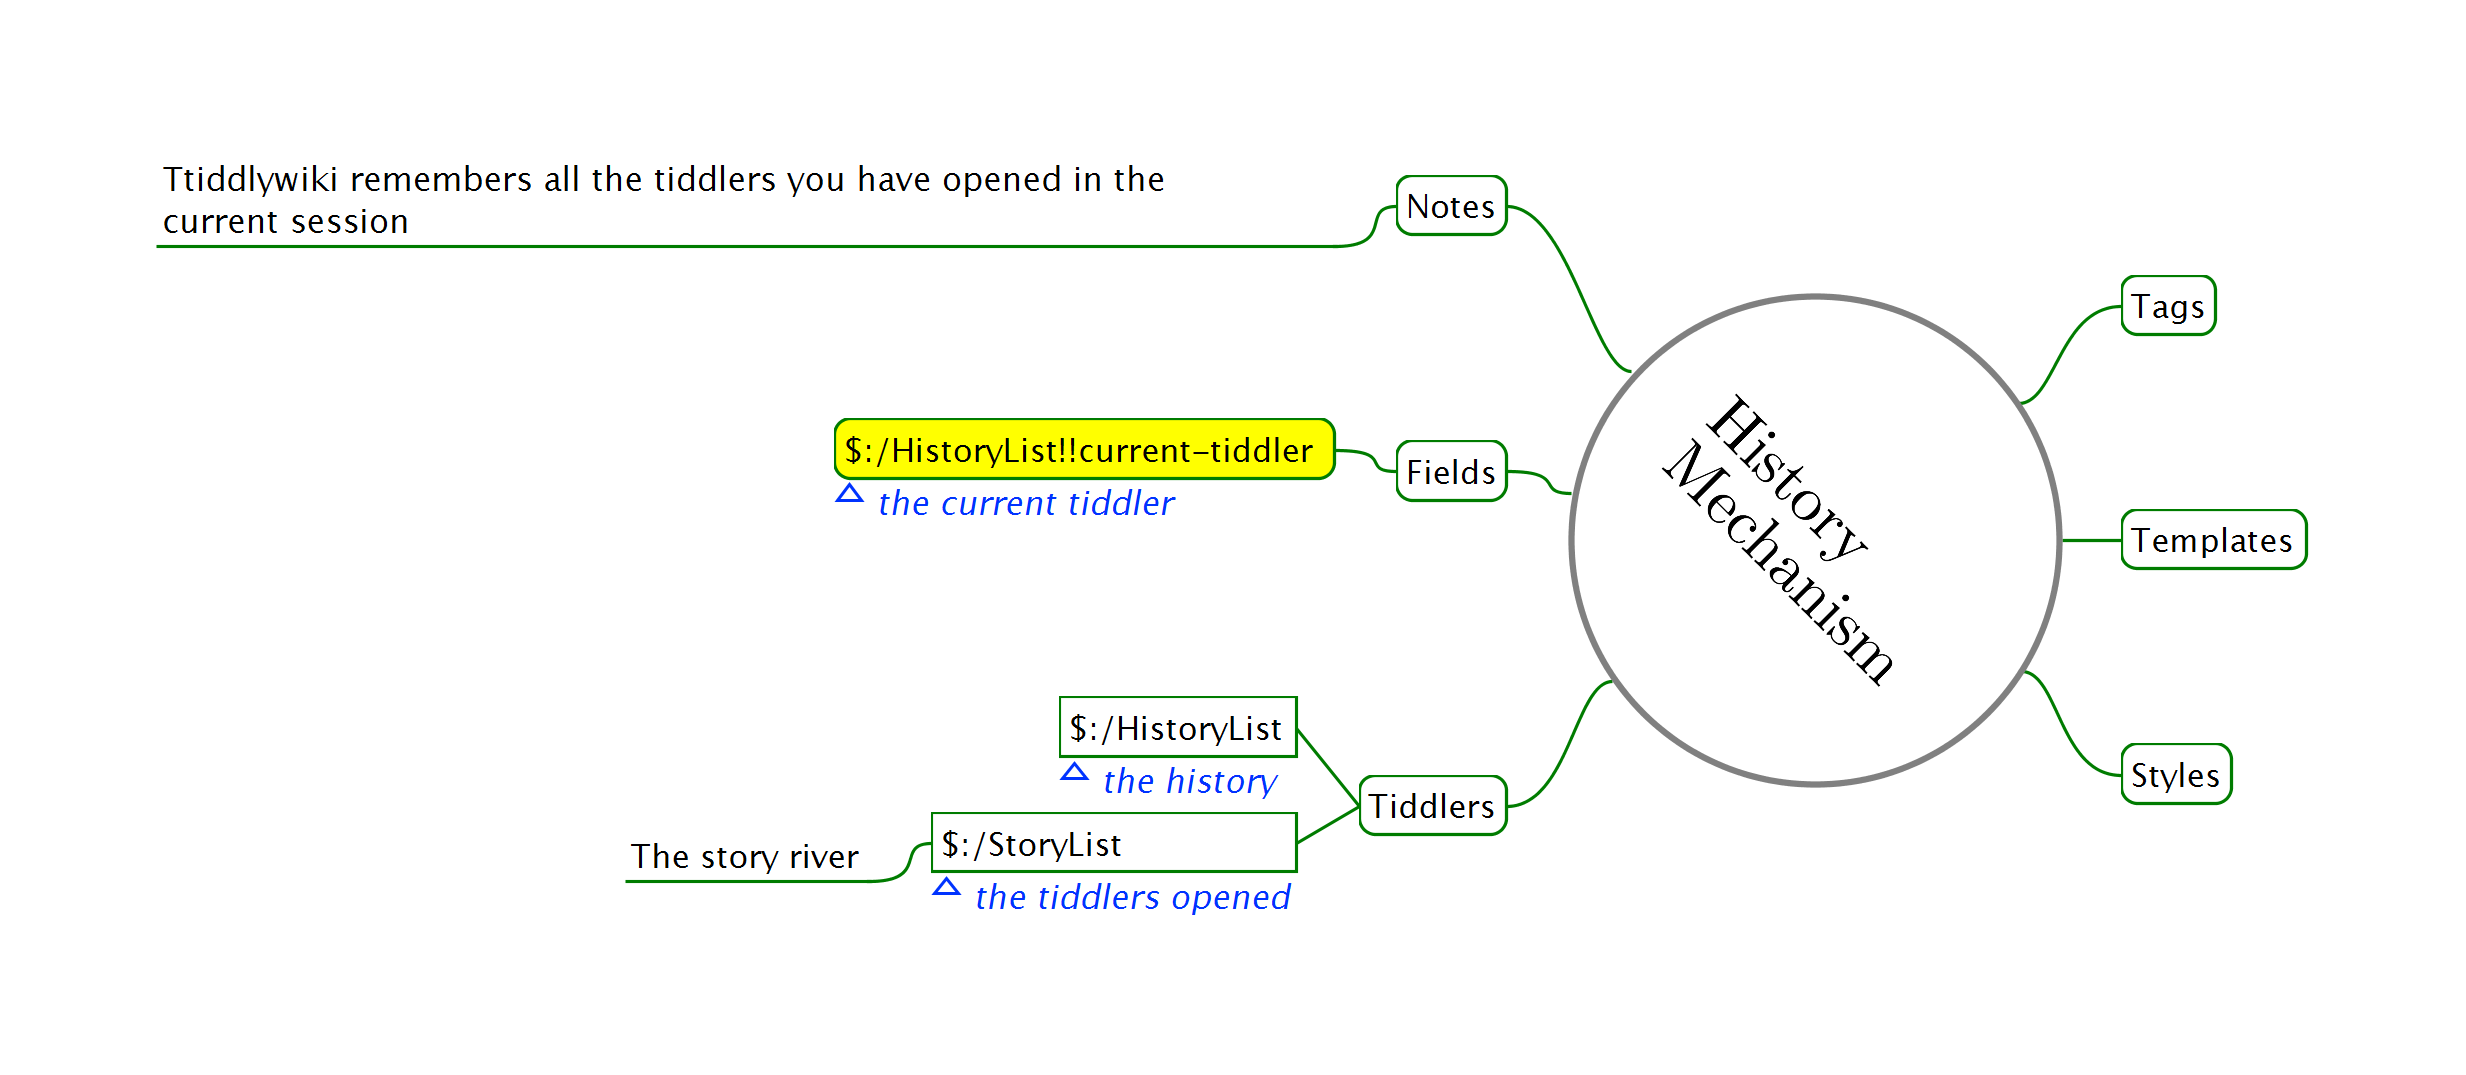 Ttiddlywiki remembers all the tiddlers you have opened in the
current session
Notes
Tags
History
Mechanism
$:/HistoryList!!current-tiddler
the current tiddler
Fields
Templates
$:/HistoryList
the history
Tiddlers
Styles
$:/StoryList
the tiddlers opened
The story river